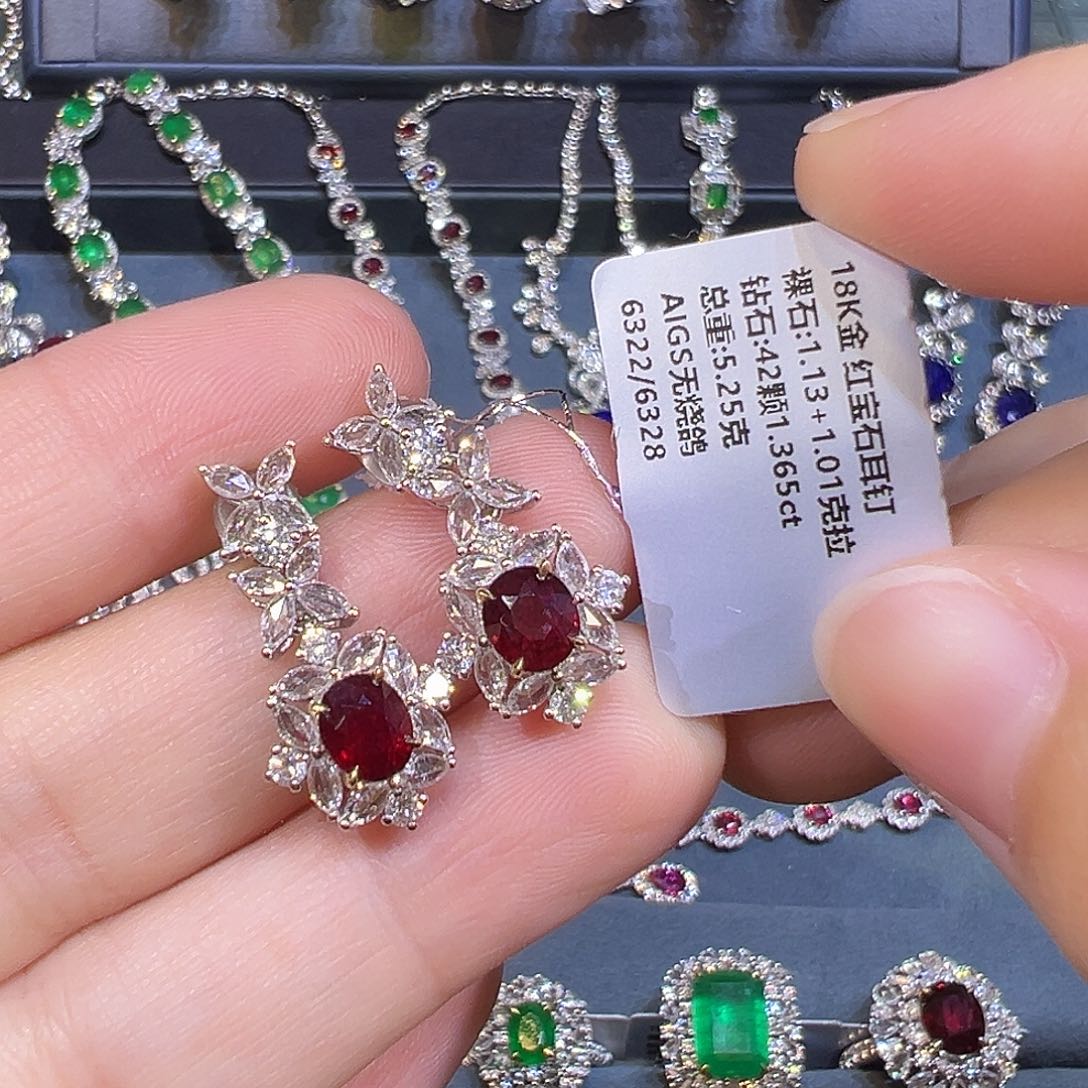 18K金 红宝石耳钉
裸石:1.13+1.01克拉
钻石:42颗1.365ct
总重:5.25克
AIGS无烧鸽
6322/6328